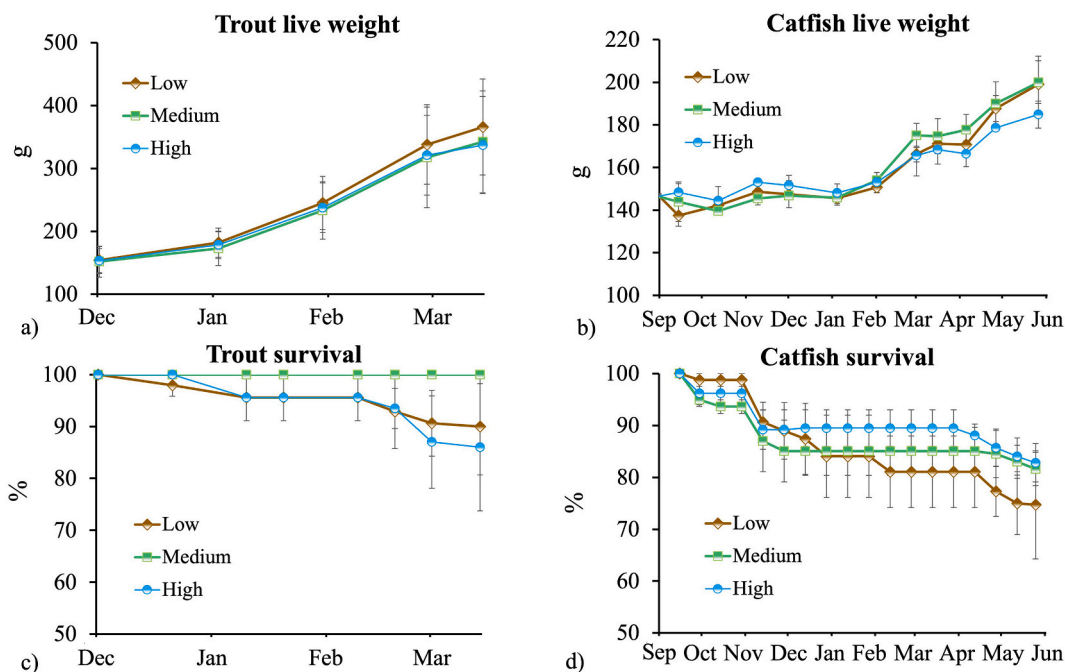 Trout live weight
500
400
300
200
100
g
Low
Medium
High
Dec Jan Feb Mar
a)
Catfish live weight
220
200
180
160
140
120
100
g
Low
Medium
High
Sep Oct Nov Dec Jan Feb Mar Apr May Jun
b)
Trout survival
100
90
80
70
60
50
%
Low
Medium
High
Dec Jan Feb Mar
c)
Catfish survival
100
90
80
70
60
50
%
Low
Medium
High
Sep Oct Nov Dec Jan Feb Mar Apr May Jun
d)